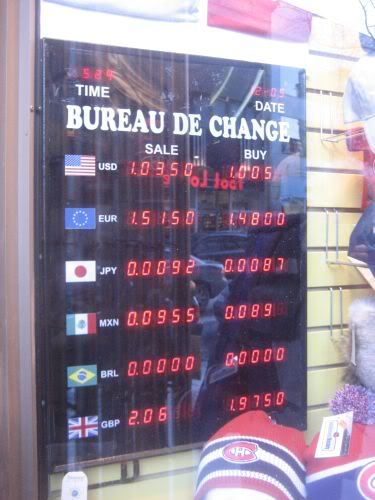 5:29 2-05
TIME DATE
BUREAU DE CHANGE
SALE BUY
USD 1.0350 1.005
EUR 1.5150 1.4800
JPY 0.0092 0.0087
MXN 0.0955 0.089
BRL 0.0000 0.0000
GBP 2.06 1.9750